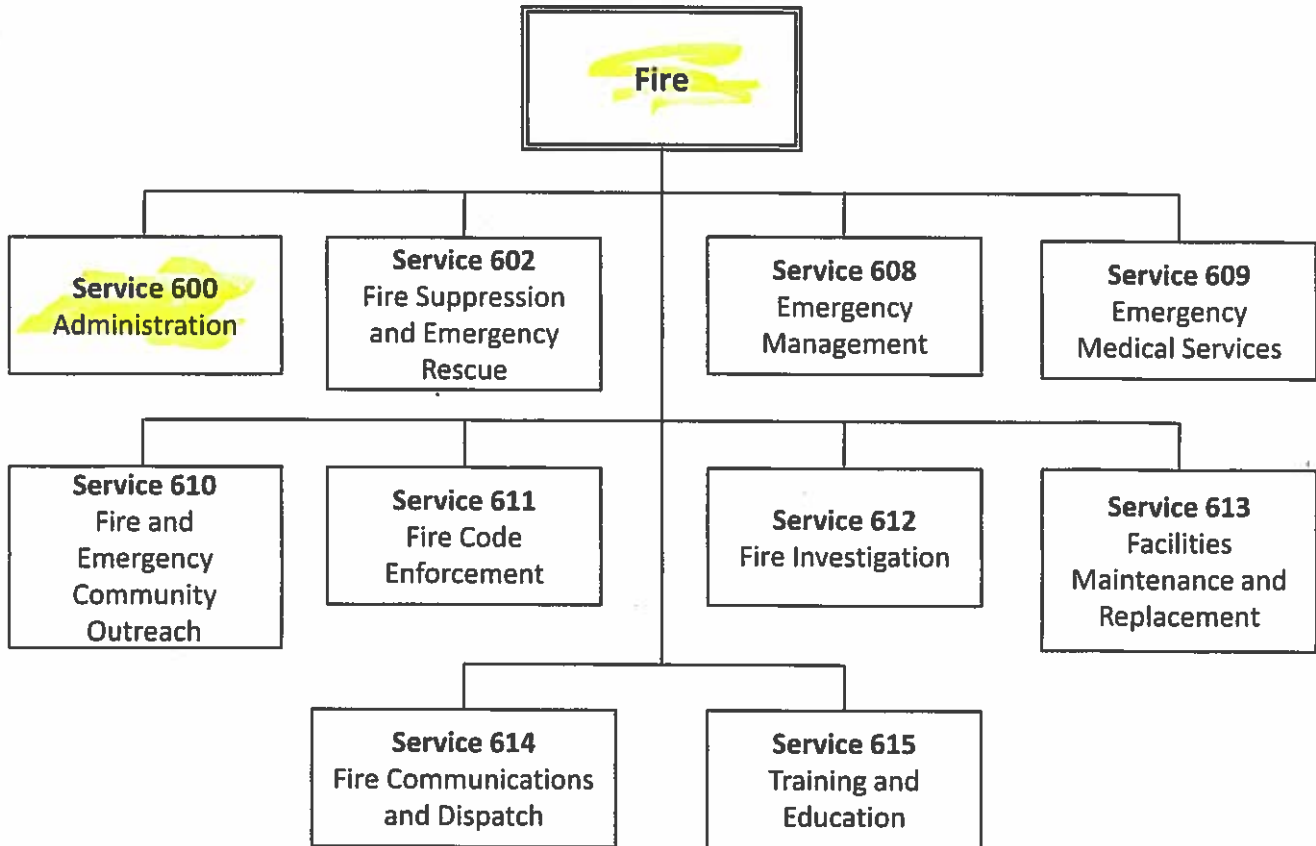 Fire
Service 600
Administration
Service 602
Fire Suppression
and Emergency
Rescue
Service 608
Emergency
Management
Service 609
Emergency
Medical Services
Service 610
Fire and
Emergency
Community
Outreach
Service 611
Fire Code
Enforcement
Service 612
Fire Investigation
Service 613
Facilities
Maintenance and
Replacement
Service 614
Fire Communications
and Dispatch
Service 615
Training and
Education